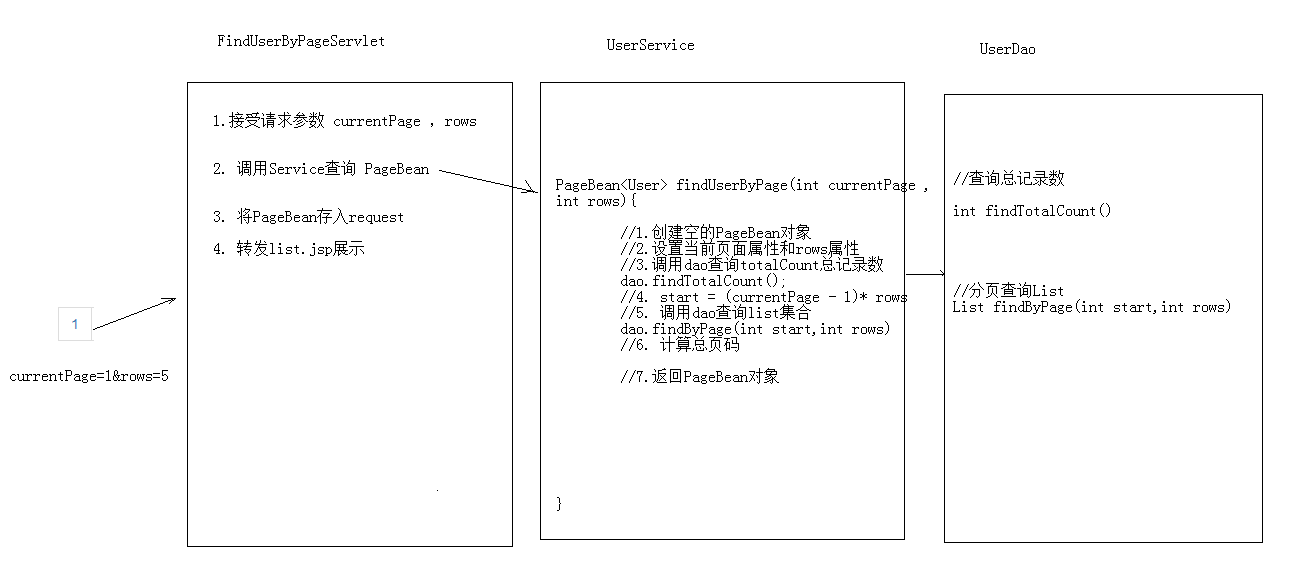 FindUserByPageServlet
UserService
UserDao
1.接受请求参数 currentPage , rows
2. 调用Service查询 PageBean
3. 将PageBean存入request
4. 转发list.jsp展示
1
currentPage=1&rows=5
PageBean<User> findUserByPage(int currentPage ,
int rows){
//1.创建空的PageBean对象
//2.设置当前页面属性和rows属性
//3.调用dao查询totalCount总记录数
dao.findTotalCount();
//4. start = (currentPage - 1)* rows
//5. 调用dao查询list集合
dao.findByPage(int start,int rows)
//6. 计算总页码
//7.返回PageBean对象
}
//查询总记录数
int findTotalCount()
//分页查询List
List findByPage(int start,int rows)